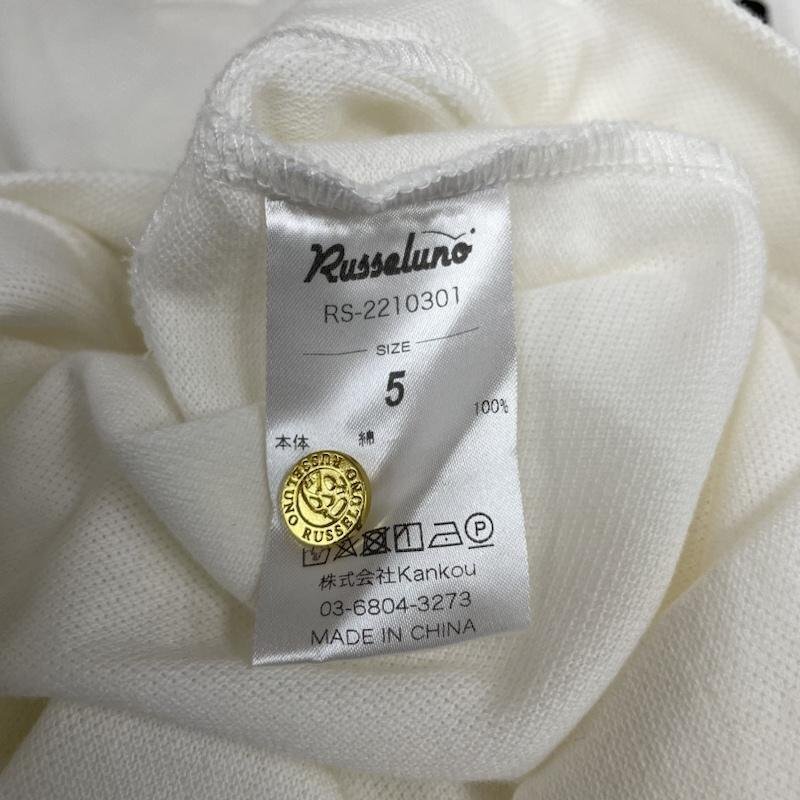 Russeluno
RS-2210301
SIZE
5
本体 綿 100%
RUSSELUNO RUSSELUNO
P
株式会社Kankou
03-6804-3273
MADE IN CHINA